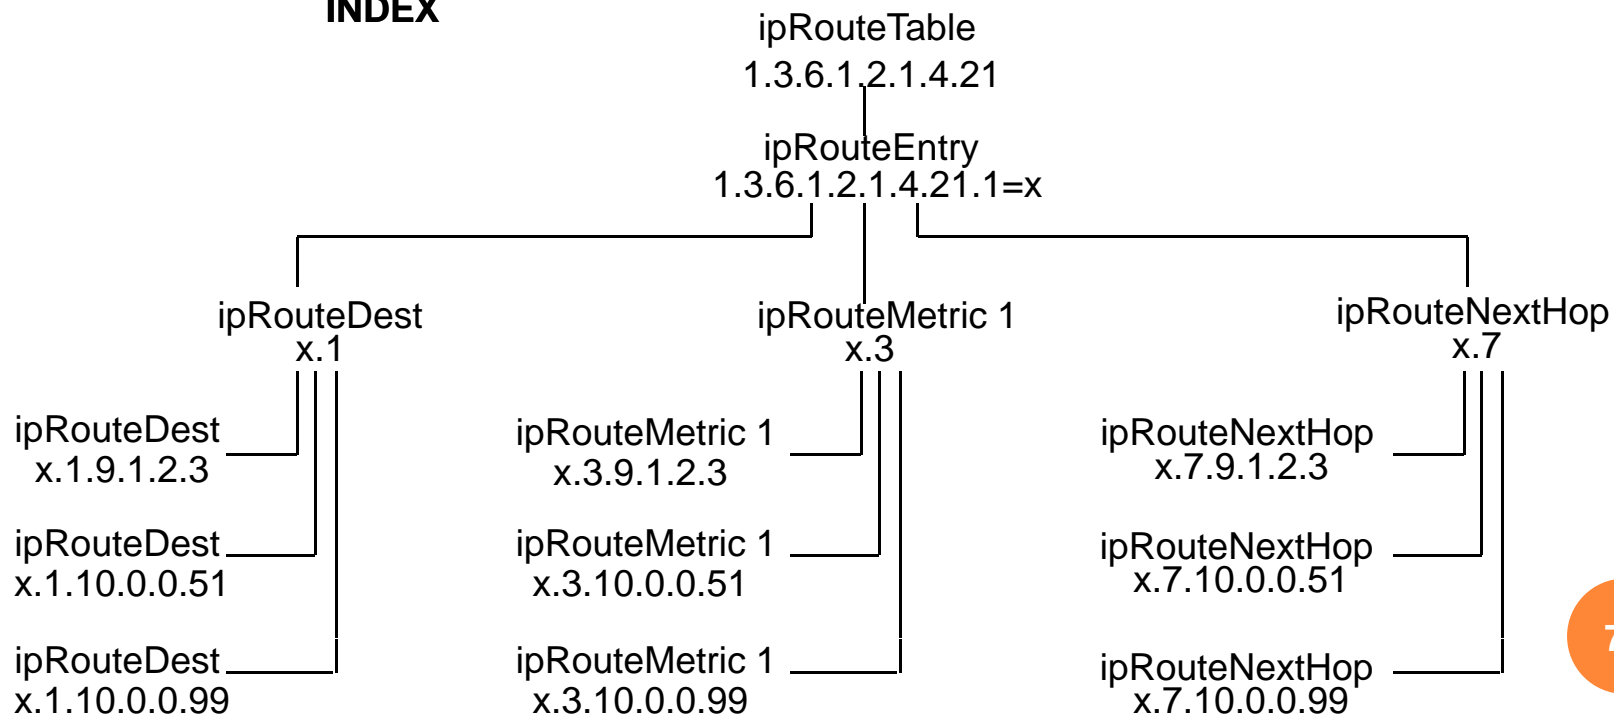 INDEX
ipRouteTable
1.3.6.1.2.1.4.21
ipRouteEntry
1.3.6.1.2.1.4.21.1=x
ipRouteDest
x.1
ipRouteMetric 1
x.3
ipRouteNextHop
x.7
ipRouteDest
x.1.9.1.2.3
ipRouteMetric 1
x.3.9.1.2.3
ipRouteNextHop
x.7.9.1.2.3
ipRouteDest
x.1.10.0.0.51
ipRouteMetric 1
x.3.10.0.0.51
ipRouteNextHop
x.7.10.0.0.51
ipRouteDest
x.1.10.0.0.99
ipRouteMetric 1
x.3.10.0.0.99
ipRouteNextHop
x.7.10.0.0.99